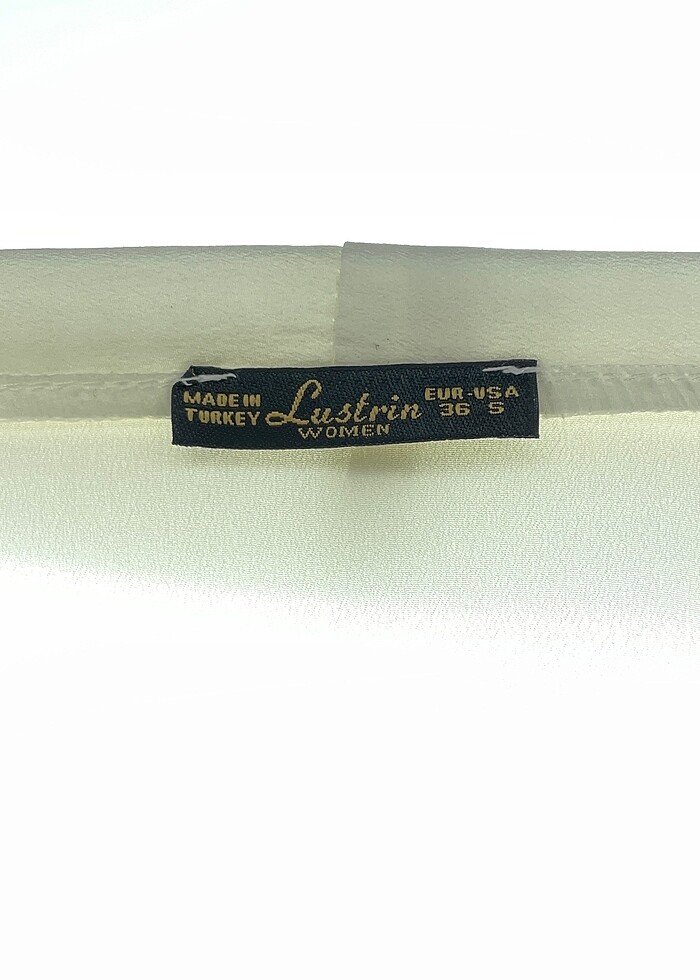 MADE IN
TURKEY
Lustrin
WOMEN
EUR-USA
36 S